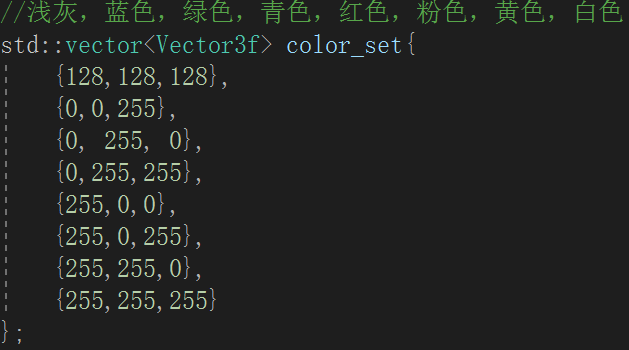 //浅灰，蓝色，绿色，青色，红色，粉色，黄色，白色
std::vector<Vector3f> color_set{
    {128,128,128},
    {0,0,255},
    {0, 255, 0},
    {0,255,255},
    {255,0,0},
    {255,0,255},
    {255,255,0},
    {255,255,255}
};